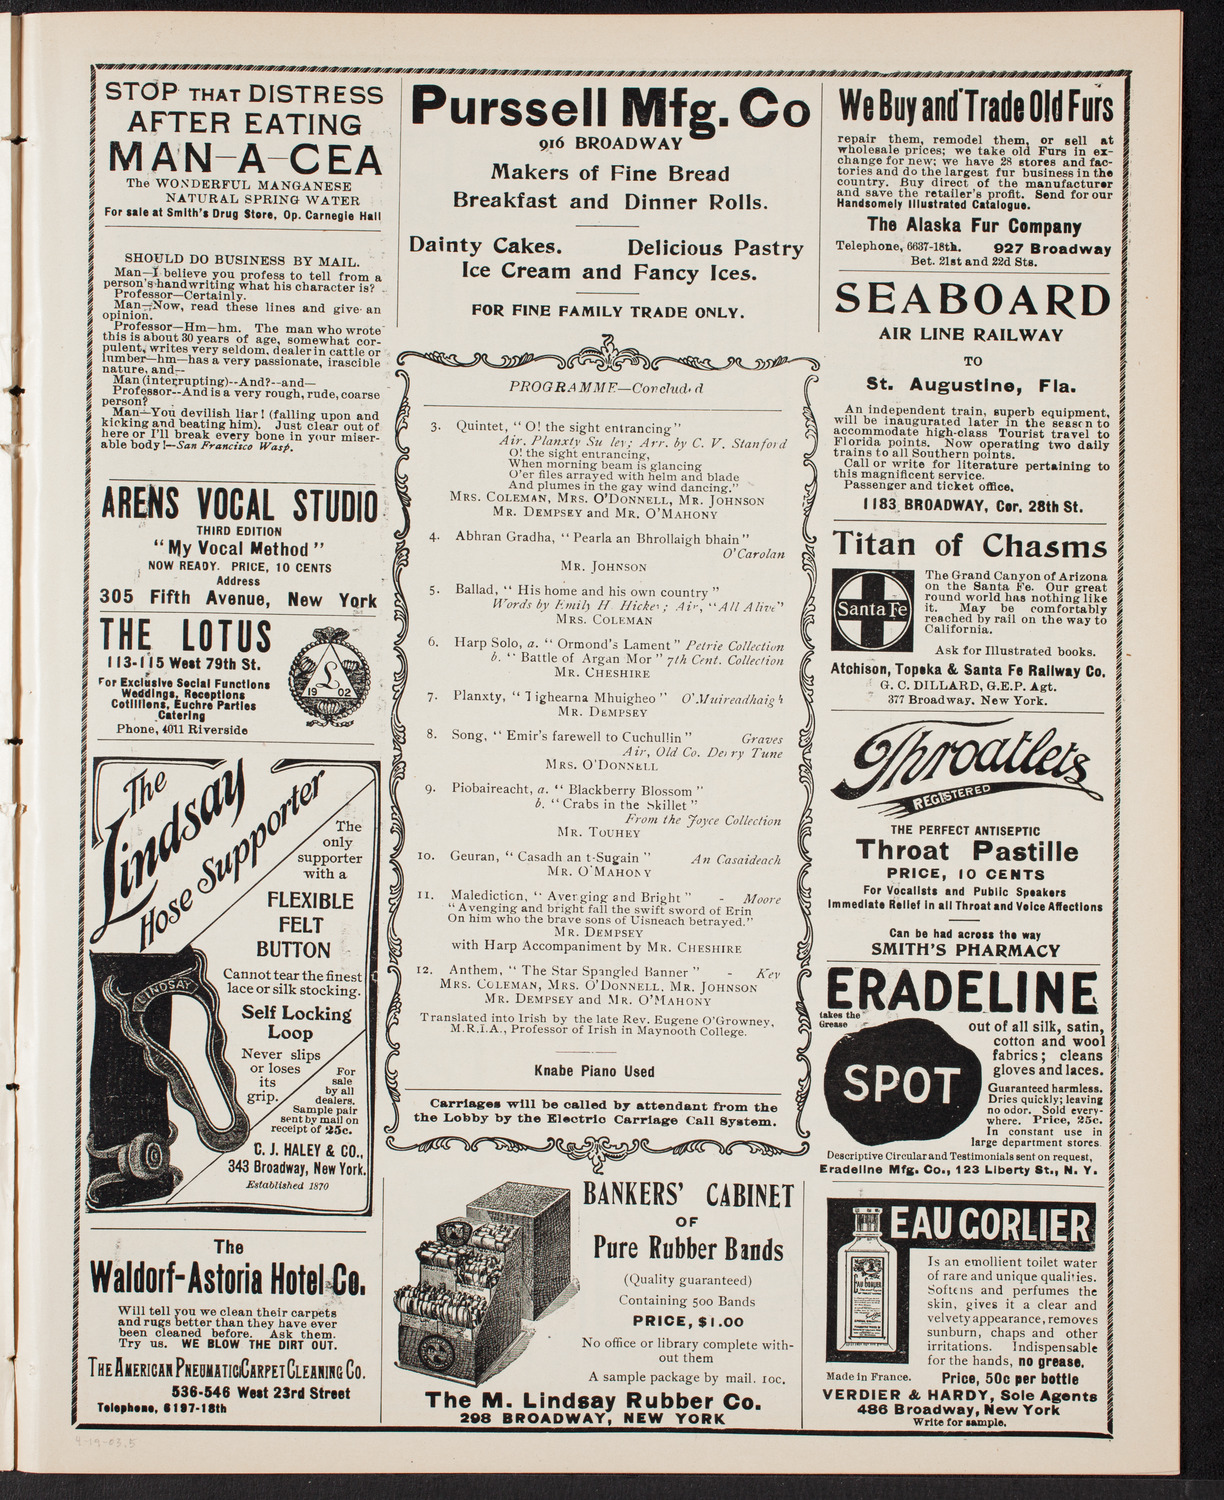 STOP THAT DISTRESS
AFTER EATING
MAN-A-CEA
The WONDERFUL MANGANESE
NATURAL SPRING WATER
For sale at Smith's Drug Store, Op. Carnegie Hall
SHOULD DO BUSINESS BY MAIL.
Man—I believe you profess to tell from a
person's handwriting what his character is?
Professor—Certainly.
Man—Now, read these lines and give an
opinion.
Professor—Hm—hm. The man who wrote
this is about 30 years of age, somewhat cor-
pulent, writes very seldom, dealer in cattle or
lumber—hm—has a very passionate, irascible
nature, and—
Man (interrupting)--And?--and—
Professor--And is a very rough, rude, coarse
person?
Man—You devilish liar! (falling upon and
kicking and beating him). Just clear out of
here or I'll break every bone in your miser-
able body!—San Francisco Wasp.
ARENS VOCAL STUDIO
THIRD EDITION
"My Vocal Method"
NOW READY. PRICE, 10 CENTS
Address
305 Fifth Avenue, New York
THE LOTUS
113-115 West 79th St.
For Exclusive Social Functions
Weddings, Receptions
Cotillions, Euchre Parties
Catering
Phone, 4011 Riverside
L
19 02
The
Lindsay
Hose Supporter
The
only
supporter
with a
FLEXIBLE
FELT
BUTTON
Cannot tear the finest
lace or silk stocking.
Self Locking
Loop
Never slips
or loses
its
grip.
For
sale
by all
dealers.
Sample pair
sent by mail on
receipt of 25c.
LINDSAY
C. J. HALEY & CO.,
343 Broadway, New York.
Established 1870
The
Waldorf-Astoria Hotel Co.
Will tell you we clean their carpets
and rugs better than they have ever
been cleaned before. Ask them.
Try us. WE BLOW THE DIRT OUT.
THE AMERICAN PNEUMATIC CARPET CLEANING CO.
536-546 West 23rd Street
Telephone, 6197-18th
Purssell Mfg. Co
916 BROADWAY
Makers of Fine Bread
Breakfast and Dinner Rolls.
Dainty Cakes. Delicious Pastry
Ice Cream and Fancy Ices.
FOR FINE FAMILY TRADE ONLY.
PROGRAMME—Concluded
3. Quintet, "O! the sight entrancing"
Air, Planxty Su ley; Arr. by C. V. Stanford
O! the sight entrancing,
When morning beam is glancing
O'er files arrayed with helm and blade
And plumes in the gay wind dancing."
MRS. COLEMAN, MRS. O'DONNELL, MR. JOHNSON
MR. DEMPSEY and MR. O'MAHONY
4. Abhran Gradha, "Pearla an Bhrollaigh bhain"
O'Carolan
MR. JOHNSON
5. Ballad, "His home and his own country"
Words by Emily H. Hickey; Air, "All Alive"
MRS. COLEMAN
6. Harp Solo, a. "Ormond's Lament" Petrie Collection
b. "Battle of Argan Mor" 7th Cent. Collection
MR. CHESHIRE
7. Planxty, "Tighearna Mhuigheo" O'Muireadhaigh
MR. DEMPSEY
8. Song, "Emir's farewell to Cuchullin" Graves
Air, Old Co. Derry Tune
MRS. O'DONNELL
9. Piobaireacht, a. "Blackberry Blossom"
b. "Crabs in the Skillet"
From the Joyce Collection
MR. TOUHEY
10. Geuran, "Casadh an t-Sugain" An Casaideach
MR. O'MAHONY
11. Malediction, "Avenging and Bright" - Moore
"Avenging and bright fall the swift sword of Erin
On him who the brave sons of Uisneach betrayed."
MR. DEMPSEY
with Harp Accompaniment by MR. CHESHIRE
12. Anthem, "The Star Spangled Banner" - Key
MRS. COLEMAN, MRS. O'DONNELL, MR. JOHNSON
MR. DEMPSEY and MR. O'MAHONY
Translated into Irish by the late Rev. Eugene O'Growney,
M.R.I.A., Professor of Irish in Maynooth College.
Knabe Piano Used
Carriages will be called by attendant from the
the Lobby by the Electric Carriage Call System.
BANKERS' CABINET
OF
Pure Rubber Bands
(Quality guaranteed)
Containing 500 Bands
PRICE, $1.00
No office or library complete with-
out them
A sample package by mail. 10c.
The M. Lindsay Rubber Co.
298 BROADWAY, NEW YORK
We Buy and Trade Old Furs
repair them, remodel them, or sell at
wholesale prices; we take old Furs in ex-
change for new; we have 28 stores and fac-
tories and do the largest fur business in the
country. Buy direct of the manufacturer
and save the retailer's profit. Send for our
Handsomely Illustrated Catalogue.
The Alaska Fur Company
Telephone, 6637-18th. 927 Broadway
Bet. 21st and 22d Sts.
SEABOARD
AIR LINE RAILWAY
TO
St. Augustine, Fla.
An independent train, superb equipment,
will be inaugurated later in the season to
accommodate high-class Tourist travel to
Florida points. Now operating two daily
trains to all Southern points.
Call or write for literature pertaining to
this magnificent service.
Passenger and ticket office,
1183 BROADWAY, Cor. 28th St.
Titan of Chasms
Santa Fe
The Grand Canyon of Arizona
on the Santa Fe. Our great
round world has nothing like
it. May be comfortably
reached by rail on the way to
California.
Ask for Illustrated books.
Atchison, Topeka & Santa Fe Railway Co.
G. C. DILLARD, G.E.P. Agt.
377 Broadway. New York.
Throatlets
REGISTERED
THE PERFECT ANTISEPTIC
Throat Pastille
PRICE, 10 CENTS
For Vocalists and Public Speakers
Immediate Relief in all Throat and Voice Affections
Can be had across the way
SMITH'S PHARMACY
ERADELINE
takes the
Grease
SPOT
out of all silk, satin,
cotton and wool
fabrics; cleans
gloves and laces.
Guaranteed harmless.
Dries quickly; leaving
no odor. Sold every-
where. Price, 25c.
In constant use in
large department stores
Descriptive Circular and Testimonials sent on request,
Eradeline Mfg. Co., 123 Liberty St., N. Y.
EAU GORLIER
EAU GORLIER
Is an emollient toilet water
of rare and unique qualities.
Softens and perfumes the
skin, gives it a clear and
velvety appearance, removes
sunburn, chaps and other
irritations. Indispensable
for the hands, no grease.
Made in France. Price, 50c per bottle
VERDIER & HARDY, Sole Agents
486 Broadway, New York
Write for sample.
4-19-03.5